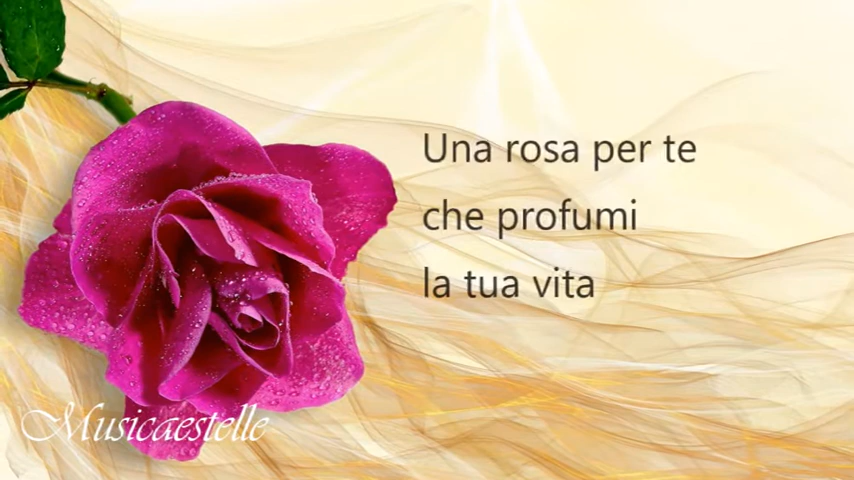 Una rosa per te
che profumi
la tua vita
Musicaestelle